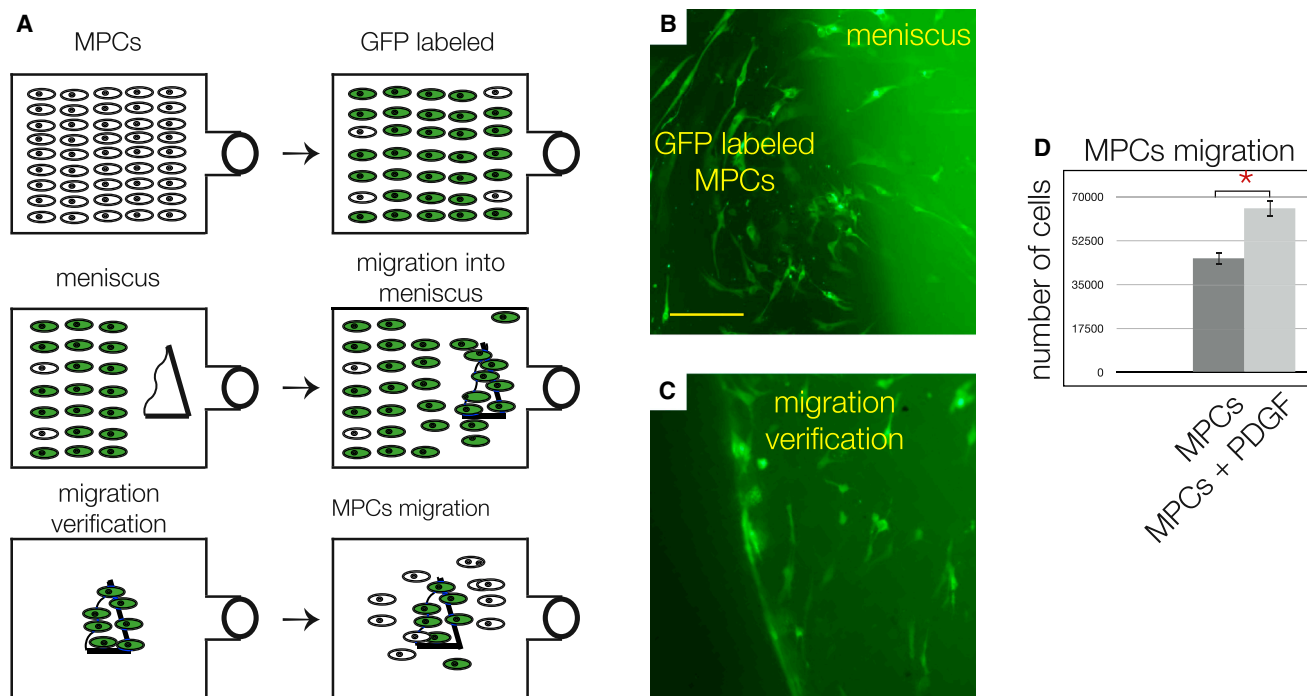 A
MPCs
GFP labeled
meniscus
migration into
meniscus
migration
verification
MPCs migration
B
meniscus
GFP labeled
MPCs
C
migration
verification
D
MPCs migration
*
number of cells
70000
52500
35000
17500
0
MPCs
MPCs + PDGF